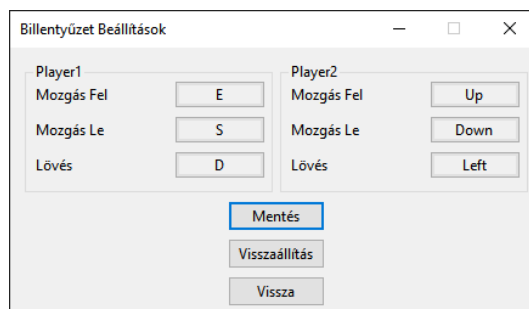 Billentyűzet Beállítások
Player1
Mozgás Fel E
Mozgás Le S
Lövés D
Player2
Mozgás Fel Up
Mozgás Le Down
Lövés Left
Mentés
Visszaállítás
Vissza